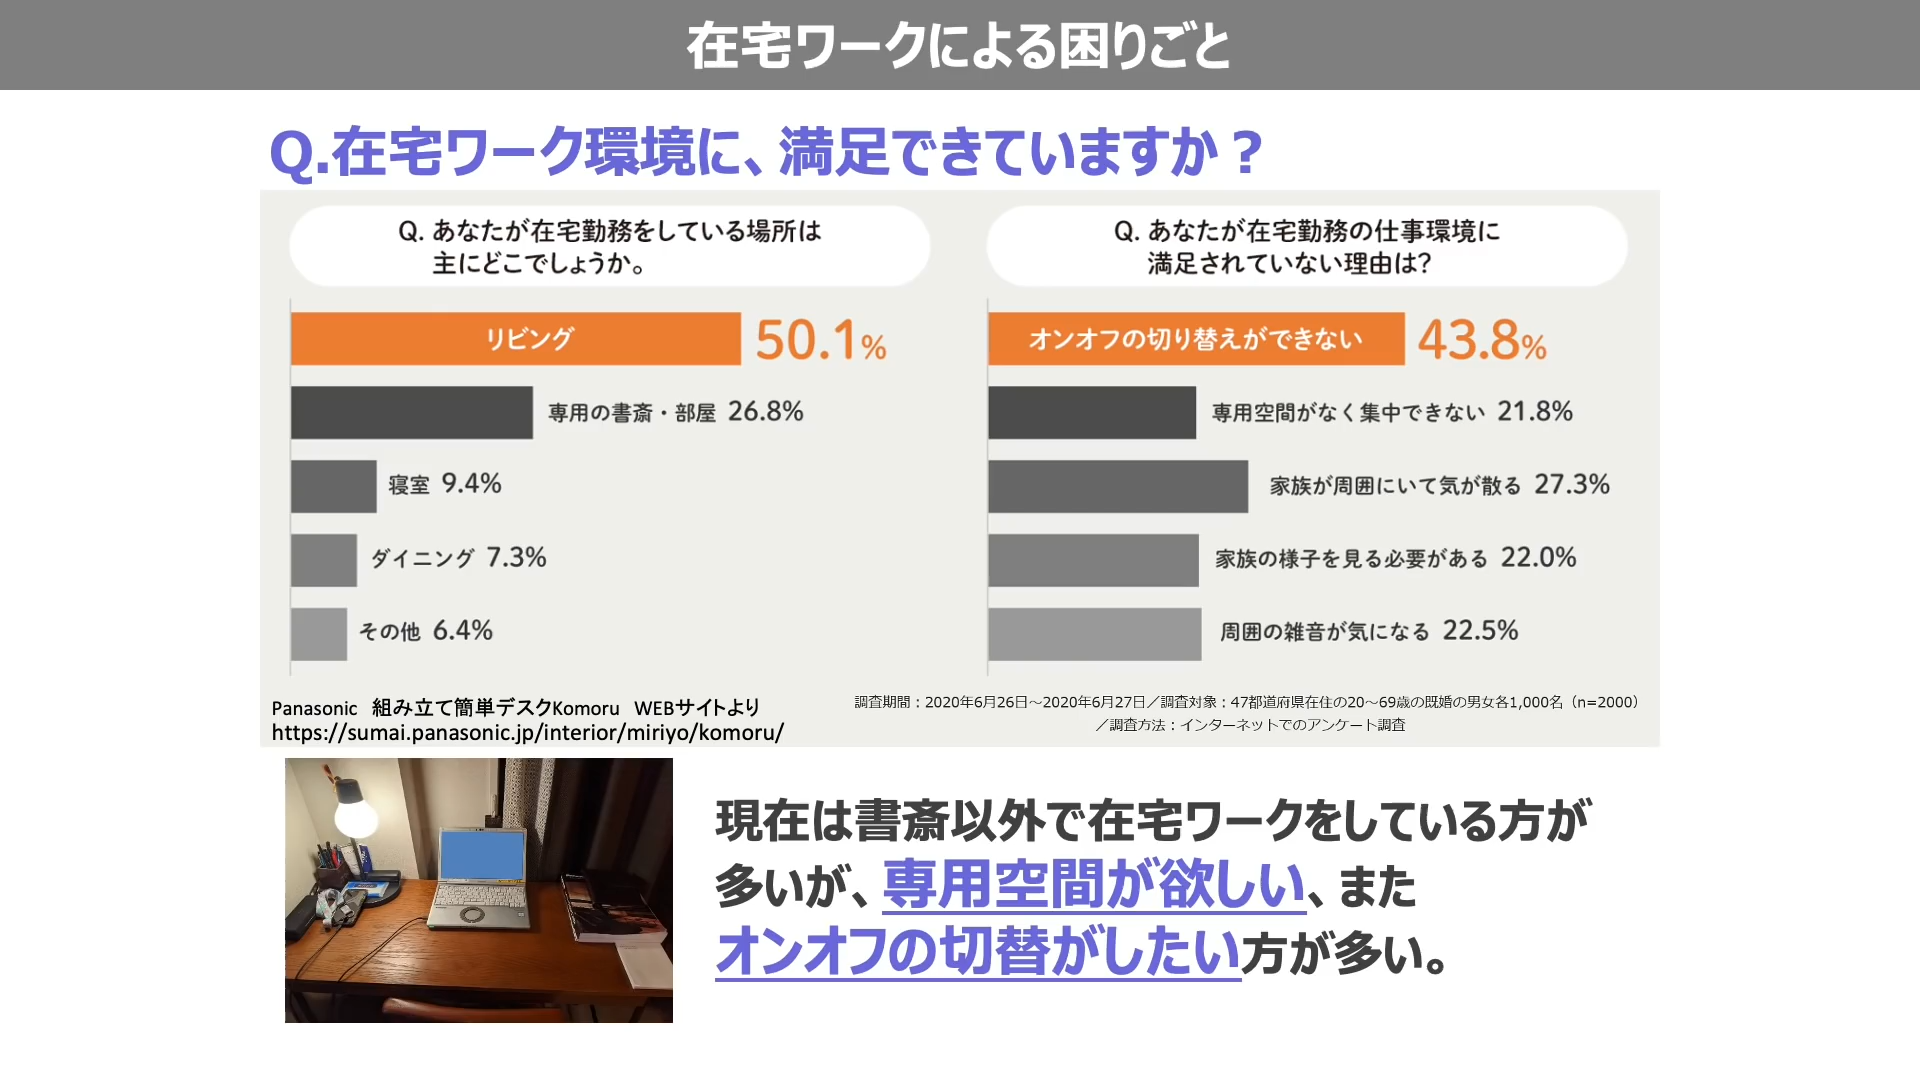 在宅ワークによる困りごと
Q.在宅ワーク環境に、満足できていますか？
Q. あなたが在宅勤務をしている場所は
主にどこでしょうか。
リビング 50.1%
専用の書斎・部屋 26.8%
寝室 9.4%
ダイニング 7.3%
その他 6.4%
Q. あなたが在宅勤務の仕事環境に
満足されていない理由は?
オンオフの切り替えができない 43.8%
専用空間がなく集中できない 21.8%
家族が周囲にいて気が散る 27.3%
家族の様子を見る必要がある 22.0%
周囲の雑音が気になる 22.5%
Panasonic 組み立て簡単デスクKomoru WEBサイトより
https://sumai.panasonic.jp/interior/miriyo/komoru/
調査期間：2020年6月26日～2020年6月27日／調査対象：47都道府県在住の20～69歳の既婚の男女各1,000名（n=2000）
／調査方法：インターネットでのアンケート調査
現在は書斎以外で在宅ワークをしている方が
多いが、専用空間が欲しい、また
オンオフの切替がしたい方が多い。